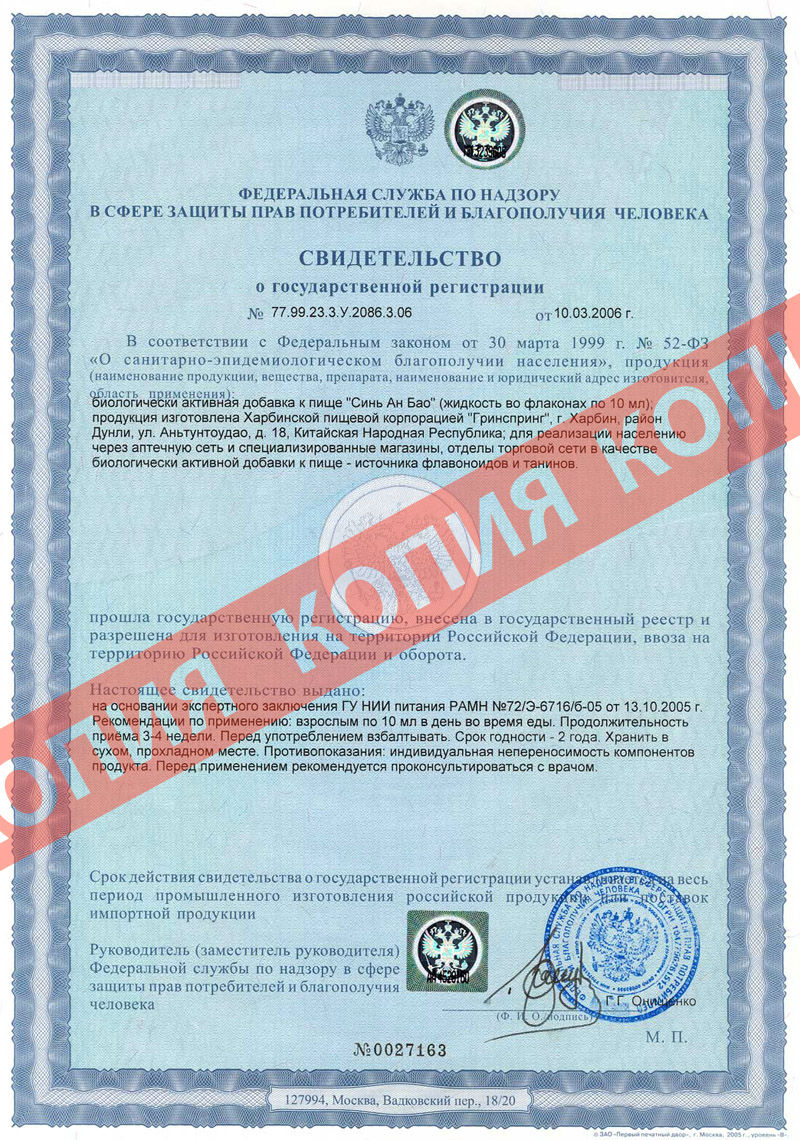 ФЕДЕРАЛЬНАЯ СЛУЖБА ПО НАДЗОРУ
В СФЕРЕ ЗАЩИТЫ ПРАВ ПОТРЕБИТЕЛЕЙ И БЛАГОПОЛУЧИЯ ЧЕЛОВЕКА
СВИДЕТЕЛЬСТВО
о государственной регистрации
№ 77.99.23.3.У.2086.3.06 от 10.03.2006 г.
В соответствии с Федеральным законом от 30 марта 1999 г. № 52-ФЗ
«О санитарно-эпидемиологическом благополучии населения», продукция
(наименование продукции, вещества, препарата, наименование и юридический адрес изготовителя,
область применения):
биологически активная добавка к пище "Синь Ан Бао" (жидкость во флаконах по 10 мл);
продукция изготовлена Харбинской пищевой корпорацией "Гринспринг", г. Харбин, район
Дунли, ул. Аньтунтоудао, д. 18, Китайская Народная Республика; для реализации населению
через аптечную сеть и специализированные магазины, отделы торговой сети в качестве
биологически активной добавки к пище - источника флавоноидов и танинов.
КОПИЯ КОПИЯ КОПИЯ
прошла государственную регистрацию, внесена в государственный реестр и
разрешена для изготовления на территории Российской Федерации, ввоза на
территорию Российской Федерации и оборота.
Настоящее свидетельство выдано:
на основании экспертного заключения ГУ НИИ питания РАМН №72/Э-6716/б-05 от 13.10.2005 г.
Рекомендации по применению: взрослым по 10 мл в день во время еды. Продолжительность
приёма 3-4 недели. Перед употреблением взбалтывать. Срок годности - 2 года. Хранить в
сухом, прохладном месте. Противопоказания: индивидуальная непереносимость компонентов
продукта. Перед применением рекомендуется проконсультироваться с врачом.
Срок действия свидетельства о государственной регистрации устанавливается на весь
период промышленного изготовления российской продукции или поставок
импортной продукции
Руководитель (заместитель руководителя)
Федеральной службы по надзору в сфере
защиты прав потребителей и благополучия
человека
Г.Г. Онищенко
(Ф. И. О., подпись)
М. П.
№0027163
127994, Москва, Вадковский пер., 18/20
© ЗАО «Первый печатный двор», г. Москва, 2005 г., уровень «В»